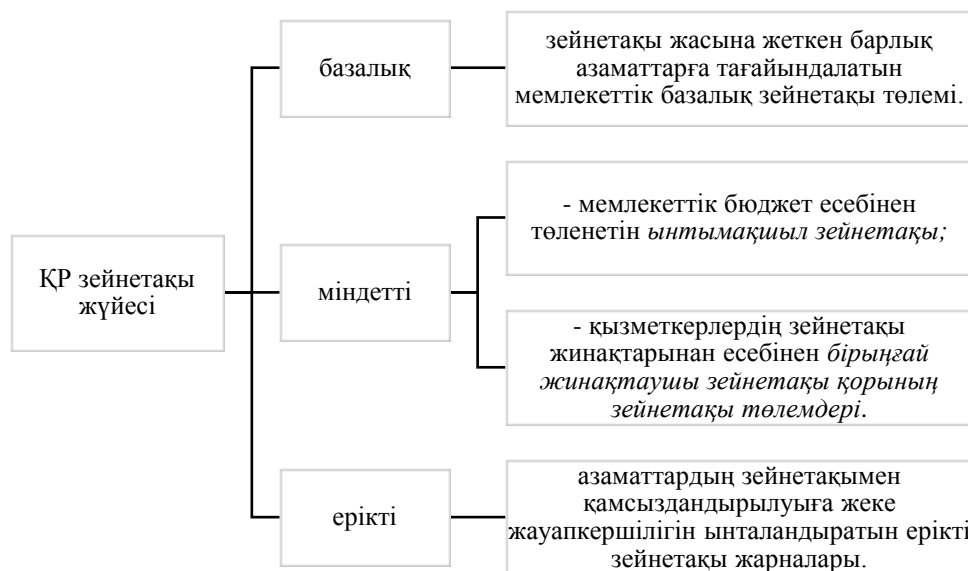 ҚР зейнетақы
жүйесі
базалық
зейнетақы жасына жеткен барлық
азаматтарға тағайындалатын
мемлекеттік базалық зейнетақы төлемі.
міндетті
- мемлекеттік бюджет есебінен
төленетін ынтымақшыл зейнетақы;
- қызметкерлердің зейнетақы
жинақтарынан есебінен бірыңғай
жинақтаушы зейнетақы қорының
зейнетақы төлемдері.
ерікті
азаматтардың зейнетақымен
қамсыздандырылуыға жеке
жауапкершілігін ынталандыратын ерікті
зейнетақы жарналары.